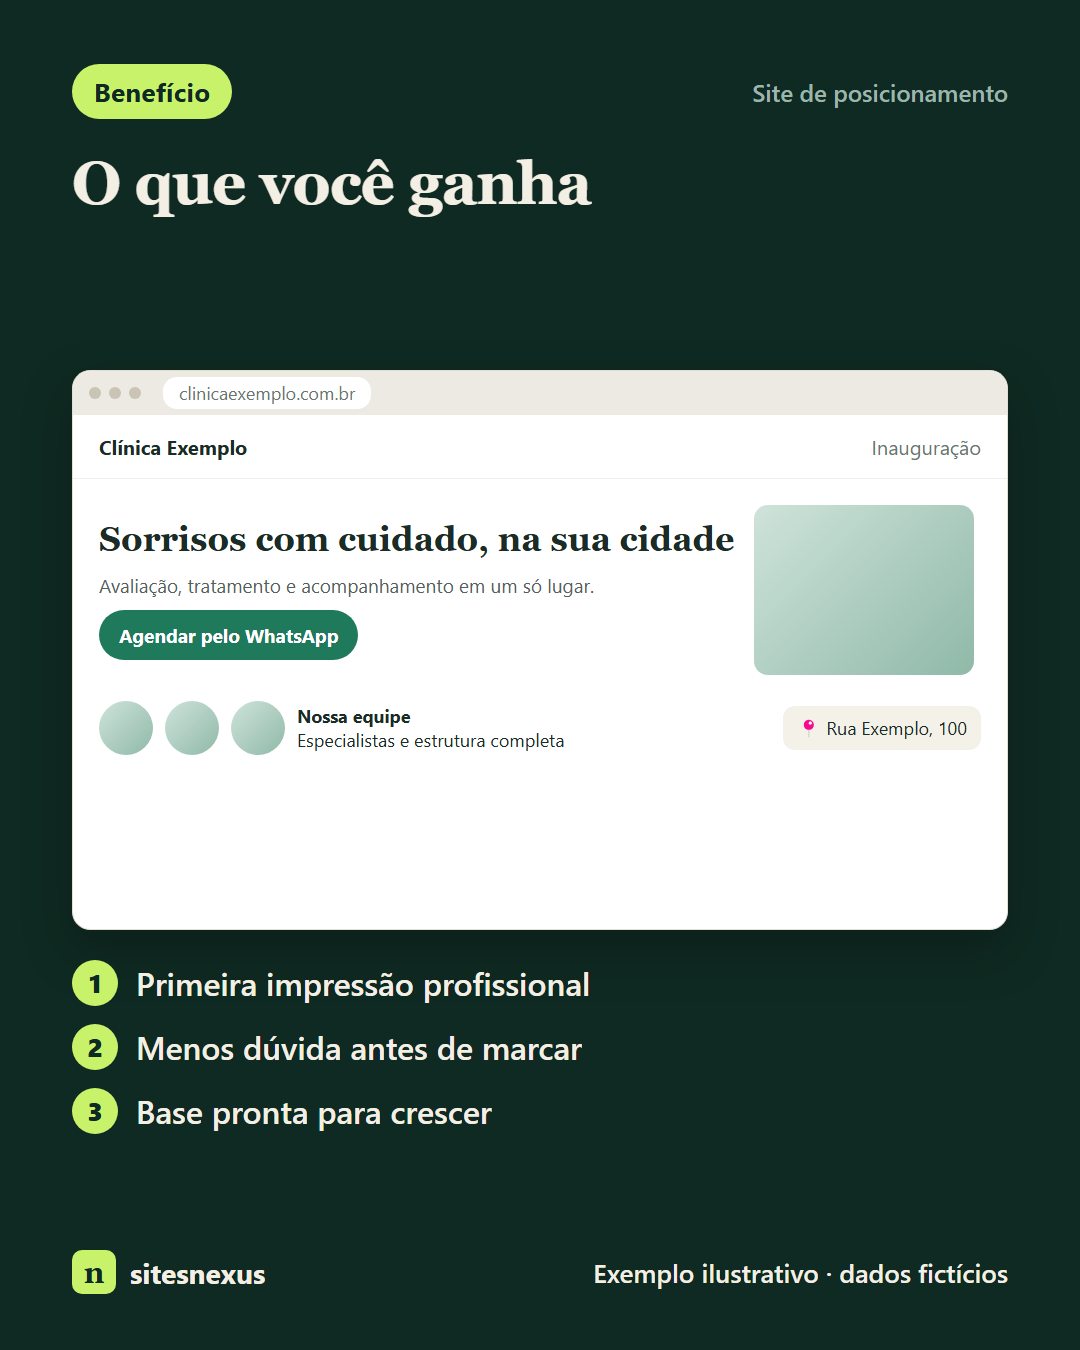 Benefício
Site de posicionamento
O que você ganha
clinicaexemplo.com.br
Clínica Exemplo
Inauguração
Sorrisos com cuidado, na sua cidade
Avaliação, tratamento e acompanhamento em um só lugar.
Agendar pelo WhatsApp
Nossa equipe
Especialistas e estrutura completa
Rua Exemplo, 100
1 Primeira impressão profissional
2 Menos dúvida antes de marcar
3 Base pronta para crescer
n sitesnexus
Exemplo ilustrativo · dados fictícios